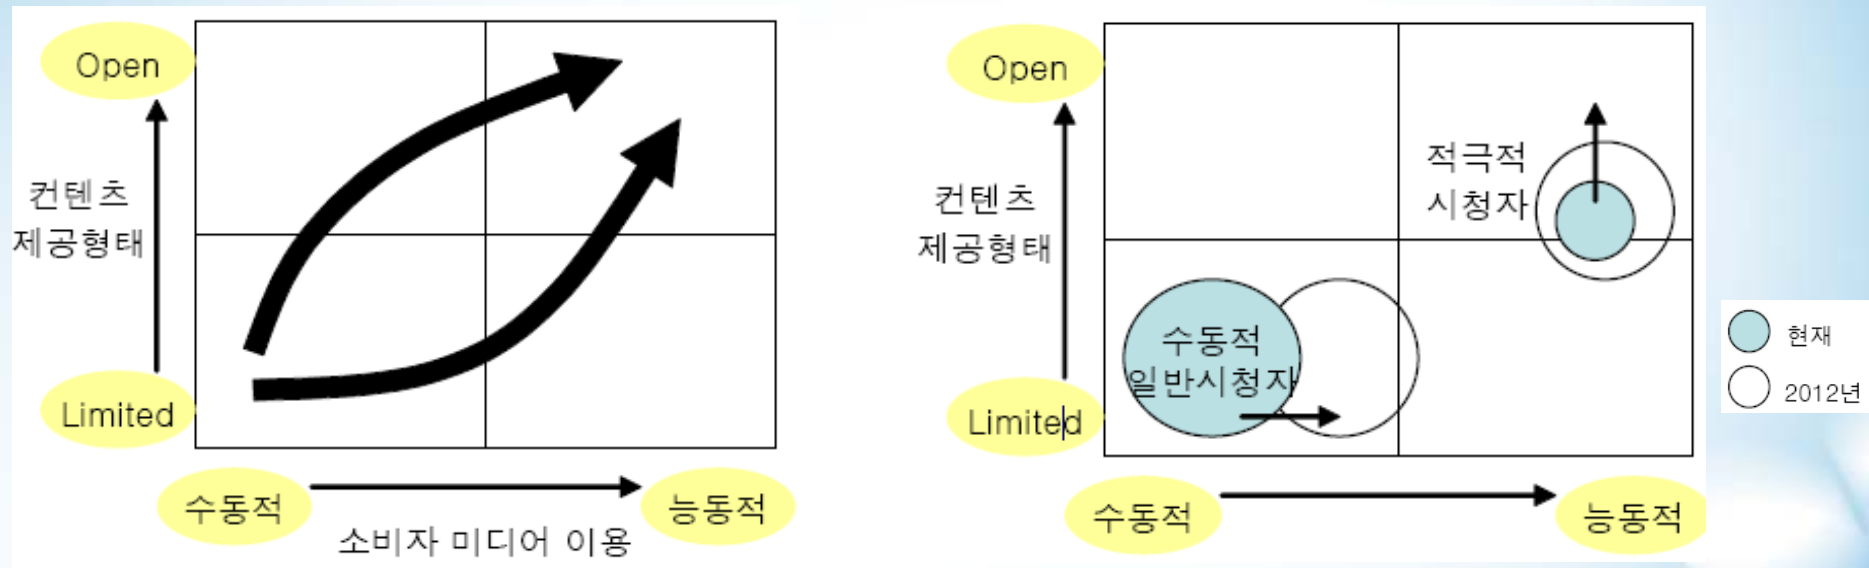 Open
컨텐츠
제공형태
Limited
수동적
능동적
소비자 미디어 이용
Open
컨텐츠
제공형태
Limited
적극적
시청자
수동적
일반시청자
수동적
능동적
현재
2012년